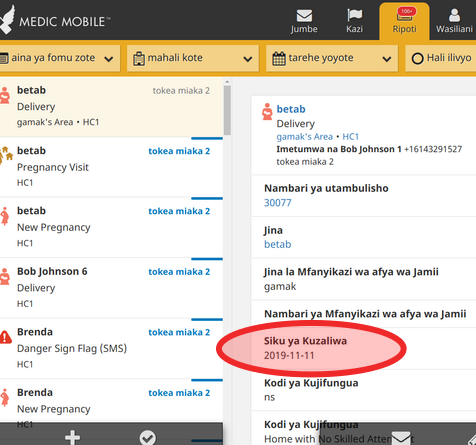 MEDIC MOBILE™
Jumbe
Kazi
100+
Ripoti
Wasiliani
aina ya fomu zote
mahali kote
tarehe yoyote
Hali ilivyo
betab
tokea miaka 2
Delivery
gamak's Area • HC1
betab
tokea miaka 2
Pregnancy Visit
HC1
betab
tokea miaka 2
New Pregnancy
HC1
Bob Johnson 6
tokea miaka 2
Delivery
HC1
Brenda
tokea miaka 2
Danger Sign Flag (SMS)
HC1
Brenda
tokea miaka 2
New Pregnancy
HC1
betab
Delivery
gamak's Area • HC1
Imetumwa na Bob Johnson 1 +16143291527
tokea miaka 2
Nambari ya utambulisho
30077
Jina
betab
Jina la Mfanyikazi wa afya wa Jamii
gamak
Nambari ya Mfanyikazi wa afya wa Jamii
Siku ya Kuzaliwa
2019-11-11
Kodi ya Kujifungua
ns
Kodi ya Kujifungua
Home with No Skilled